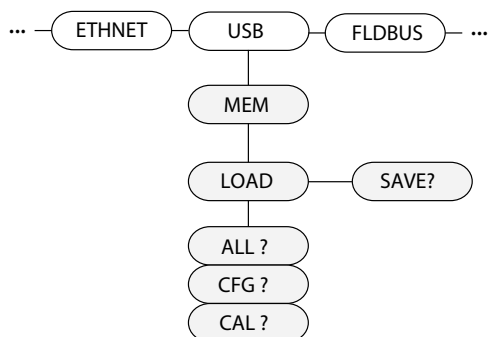 ... ETHNET USB FLDBUS ...
MEM
LOAD SAVE?
ALL ?
CFG ?
CAL ?